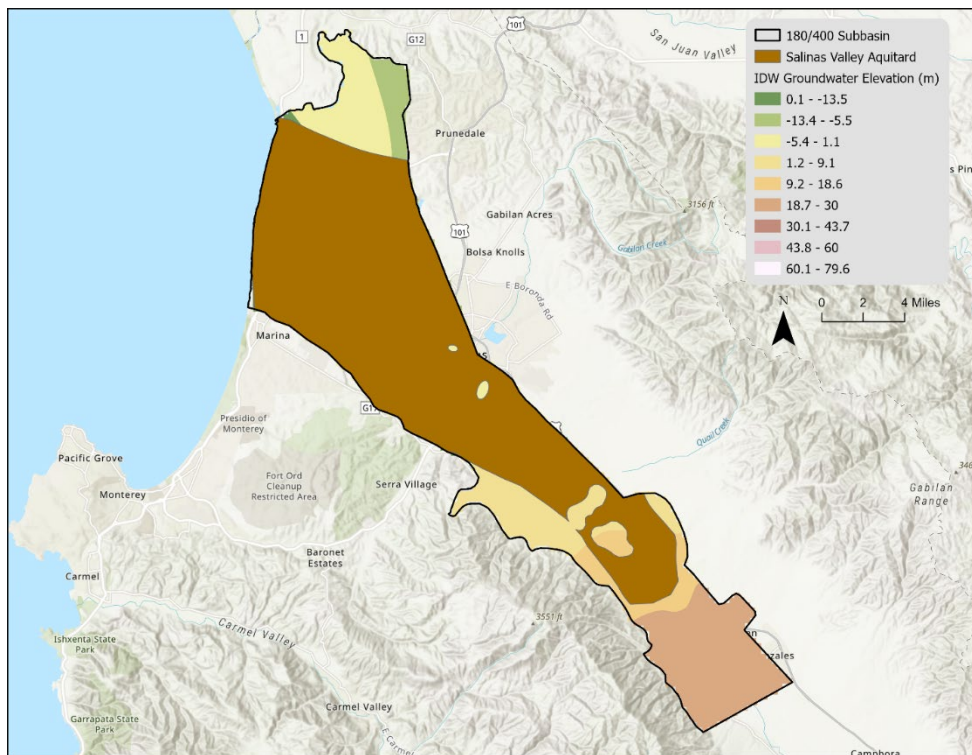 180/400 Subbasin
Salinas Valley Aquitard
IDW Groundwater Elevation (m)
0.1 - -13.5
-13.4 - -5.5
-5.4 - 1.1
1.2 - 9.1
9.2 - 18.6
18.7 - 30
30.1 - 43.7
43.8 - 60
60.1 - 79.6
N
0 2 4 Miles
1
G12
101
San Juan Valley
Prunedale
3156 ft
Gabilan Acres
Gabilan Creek
101
Bolsa Knolls
E Boronda Rd
Marina
Presidio of
Monterey
Quail Creek
Pacific Grove
Monterey
Fort Ord
Cleanup
Restricted Area
Serra Village
Gabilan
Range
Baronet
Estates
Carmel
Carmel Valley
3551 ft
Ishxenta State
Park
Garrapata State
Park
Carmel Valley
Camphora